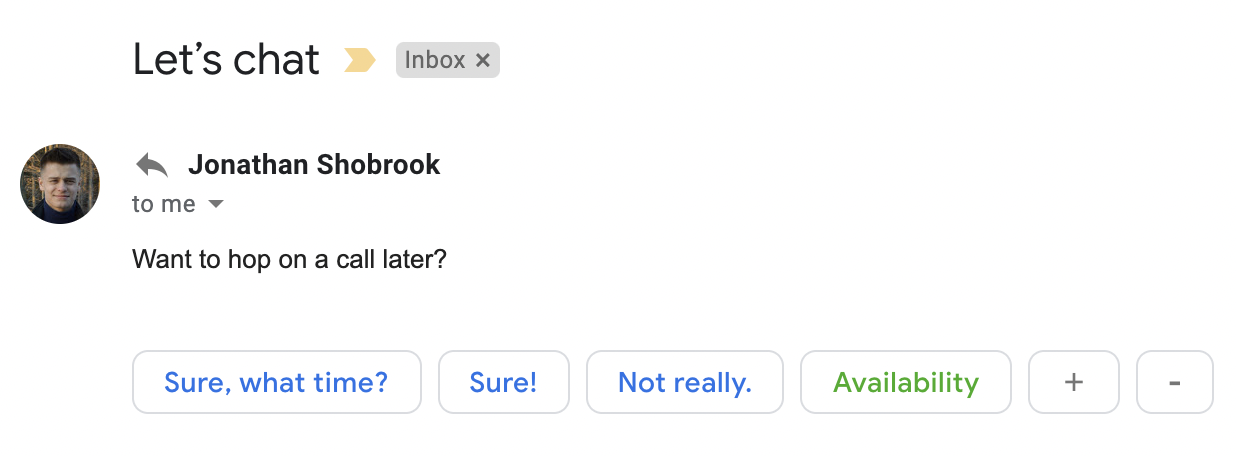 Let’s chat Inbox ×
Jonathan Shobrook
to me
Want to hop on a call later?
Sure, what time? Sure! Not really. Availability + -